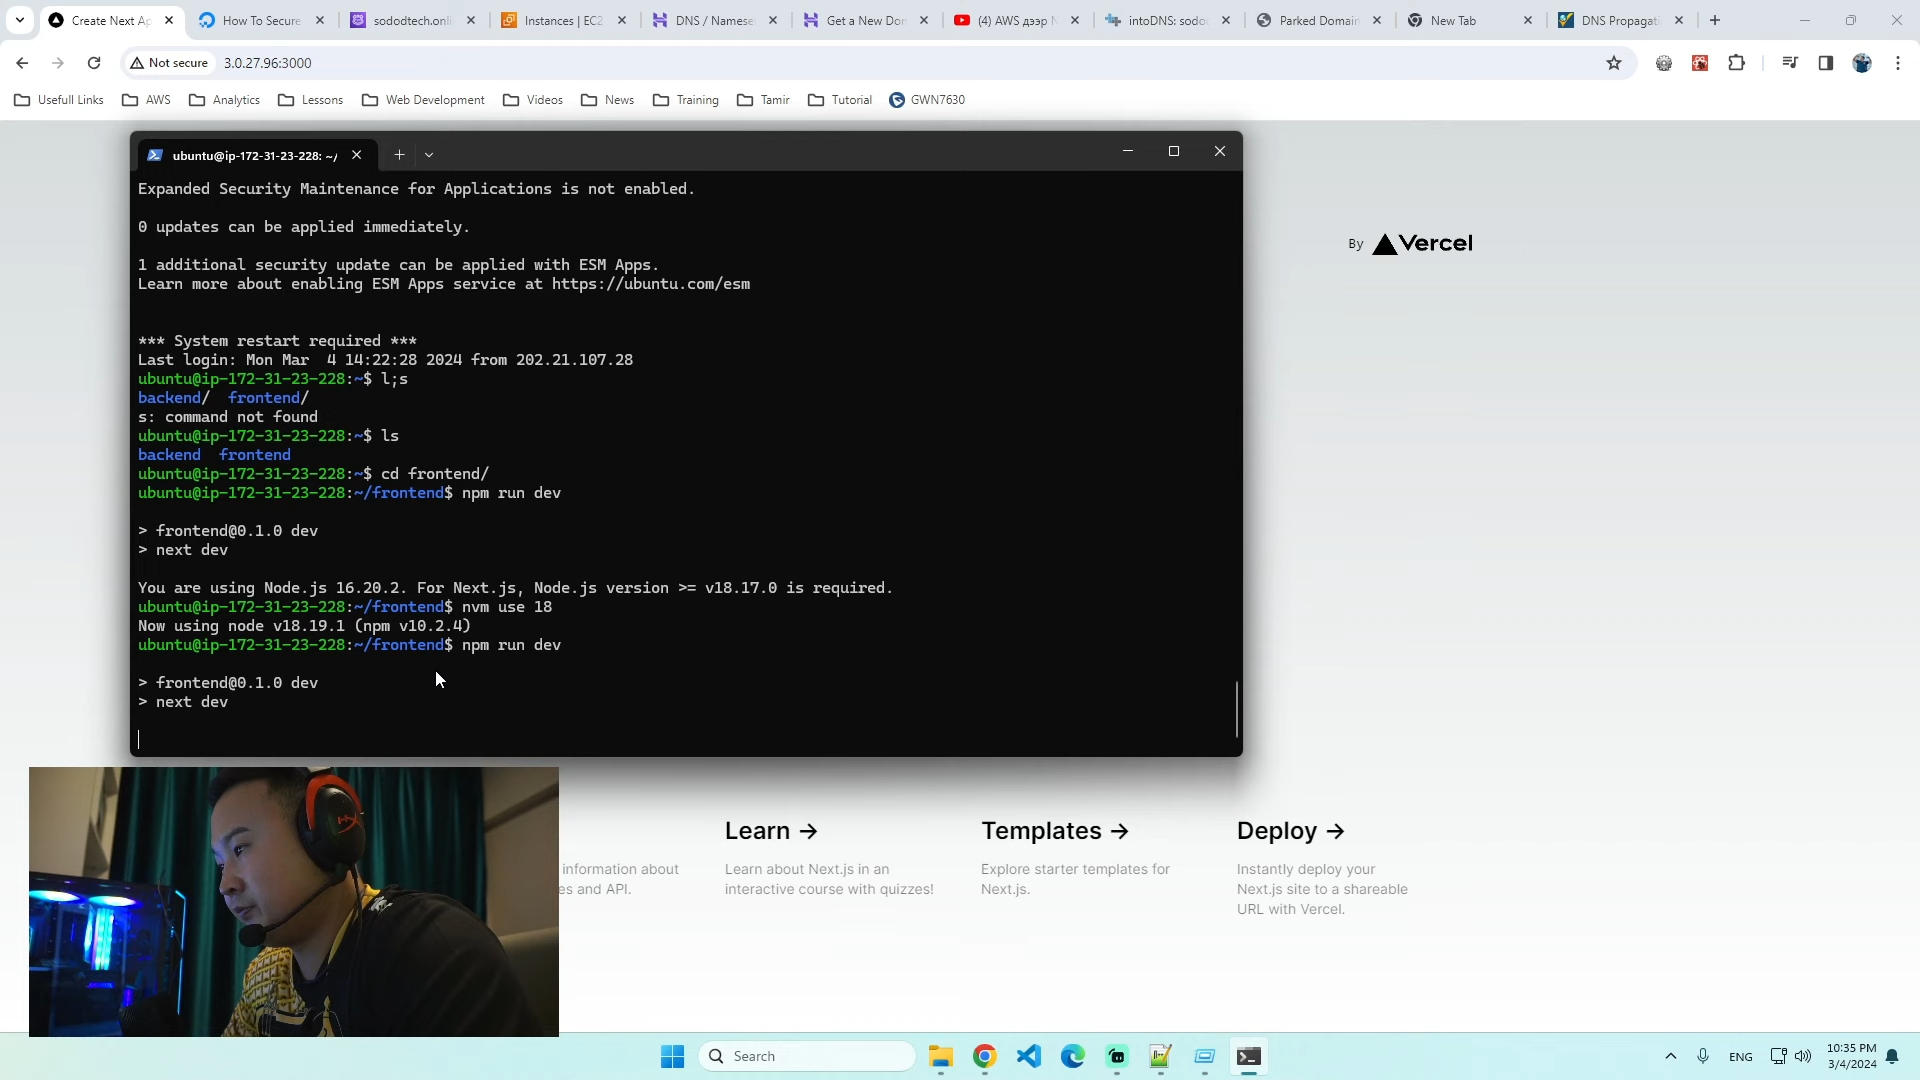 Create Next Ap
How To Secure
sododtech.onli
Instances | EC2
DNS / Nameser
Get a New Dom
(4) AWS дээр N
intoDNS: sodo
Parked Domain
New Tab
DNS Propagati
Not secure
3.0.27.96:3000
Usefull Links
AWS
Analytics
Lessons
Web Development
Videos
News
Training
Tamir
Tutorial
GWN7630
ubuntu@ip-172-31-23-228: ~/
Expanded Security Maintenance for Applications is not enabled.
0 updates can be applied immediately.
1 additional security update can be applied with ESM Apps.
Learn more about enabling ESM Apps service at https://ubuntu.com/esm
*** System restart required ***
Last login: Mon Mar  4 14:22:28 2024 from 202.21.107.28
ubuntu@ip-172-31-23-228:~$ l;s
backend/  frontend/
s: command not found
ubuntu@ip-172-31-23-228:~$ ls
backend  frontend
ubuntu@ip-172-31-23-228:~$ cd frontend/
ubuntu@ip-172-31-23-228:~/frontend$ npm run dev
> frontend@0.1.0 dev
> next dev
You are using Node.js 16.20.2. For Next.js, Node.js version >= v18.17.0 is required.
ubuntu@ip-172-31-23-228:~/frontend$ nvm use 18
Now using node v18.19.1 (npm v10.2.4)
ubuntu@ip-172-31-23-228:~/frontend$ npm run dev
> frontend@0.1.0 dev
> next dev
By Vercel
information about
es and API.
Learn ->
Learn about Next.js in an
interactive course with quizzes!
Templates ->
Explore starter templates for
Next.js.
Deploy ->
Instantly deploy your
Next.js site to a shareable
URL with Vercel.
Search
ENG
10:35 PM
3/4/2024